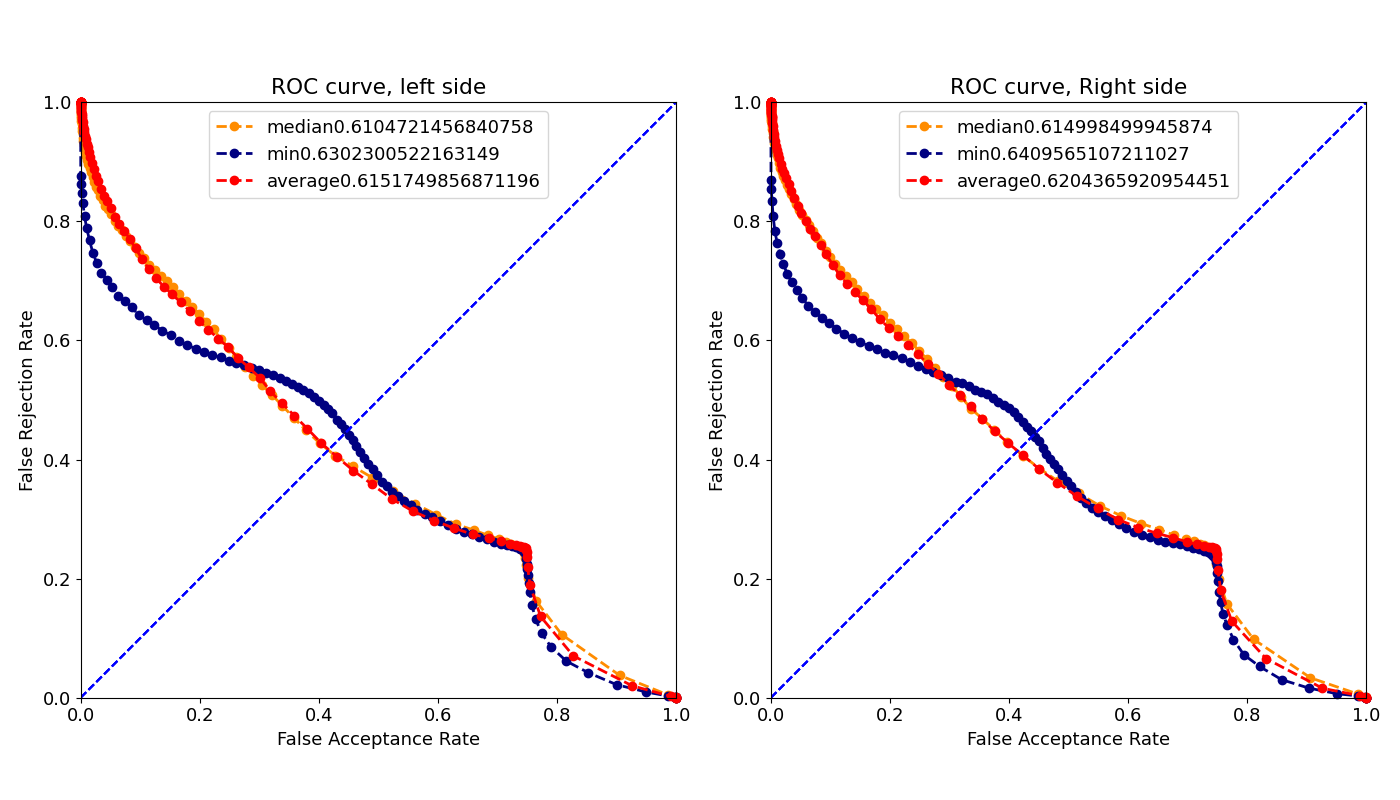 ROC curve, left side
1.0
0.8
0.6
0.4
0.2
0.0
False Rejection Rate
median0.6104721456840758
min0.6302300522163149
average0.6151749856871196
0.0 0.2 0.4 0.6 0.8 1.0
False Acceptance Rate
ROC curve, Right side
1.0
0.8
0.6
0.4
0.2
0.0
False Rejection Rate
median0.614998499945874
min0.6409565107211027
average0.6204365920954451
0.0 0.2 0.4 0.6 0.8 1.0
False Acceptance Rate